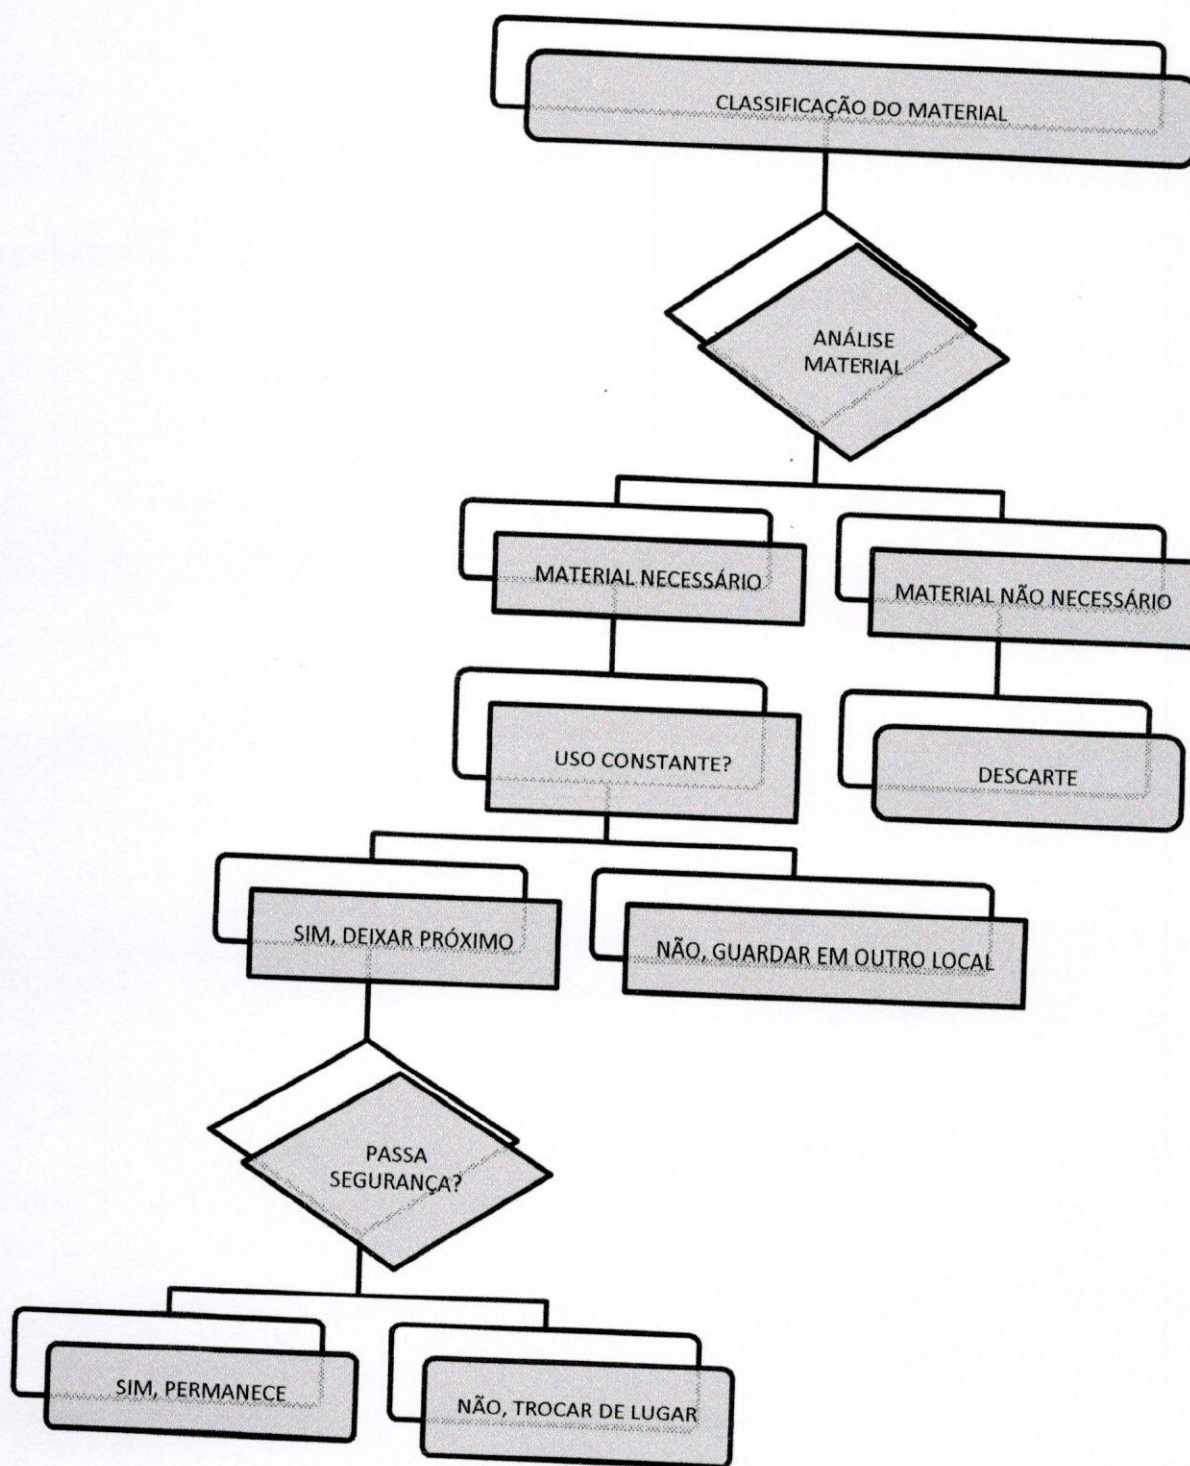 CLASSIFICAÇÃO DO MATERIAL
ANÁLISE
MATERIAL
MATERIAL NECESSÁRIO
MATERIAL NÃO NECESSÁRIO
USO CONSTANTE?
DESCARTE
SIM, DEIXAR PRÓXIMO
NÃO, GUARDAR EM OUTRO LOCAL
PASSA
SEGURANÇA?
SIM, PERMANECE
NÃO, TROCAR DE LUGAR